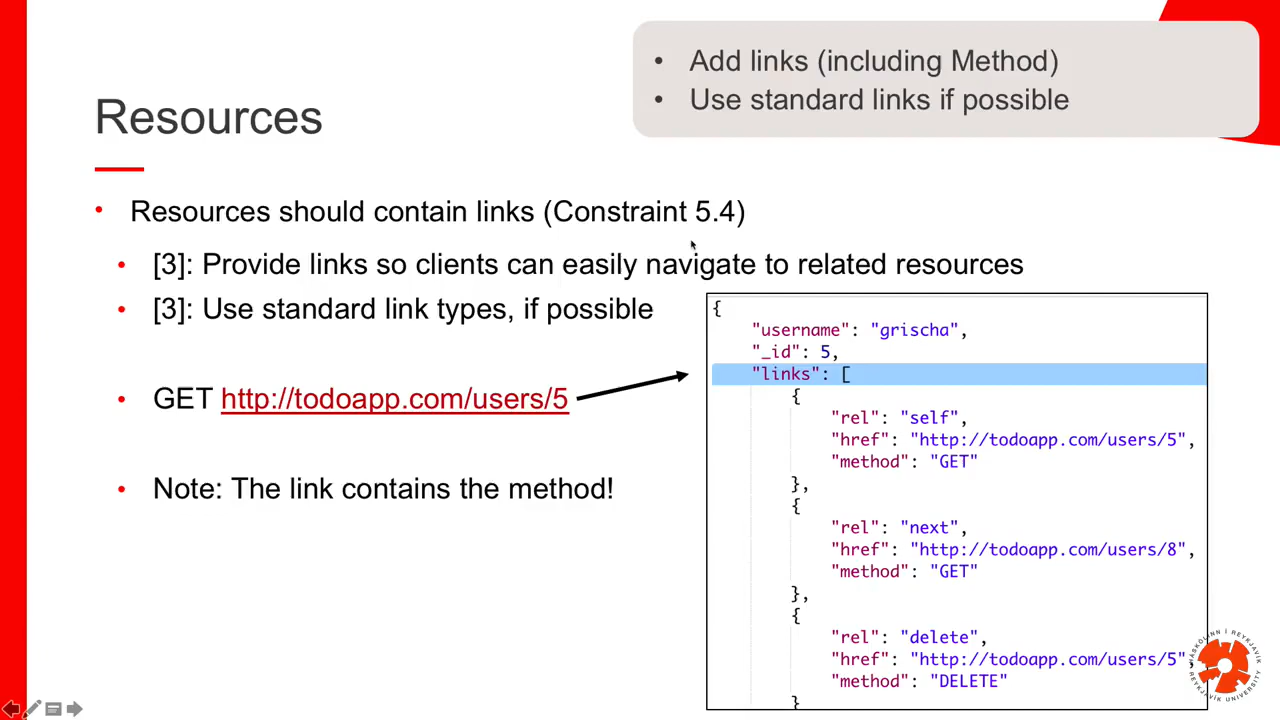 • Add links (including Method)
• Use standard links if possible
Resources
• Resources should contain links (Constraint 5.4)
• [3]: Provide links so clients can easily navigate to related resources
• [3]: Use standard link types, if possible
• GET http://todoapp.com/users/5
• Note: The link contains the method!
{
"username": "grischa",
"_id": 5,
"links": [
{
"rel": "self",
"href": "http://todoapp.com/users/5",
"method": "GET"
},
{
"rel": "next",
"href": "http://todoapp.com/users/8",
"method": "GET"
},
{
"rel": "delete",
"href": "http://todoapp.com/users/5",
"method": "DELETE"
}
HÁSKÓLINN Í REYKJAVÍK
REYKJAVIK UNIVERSITY